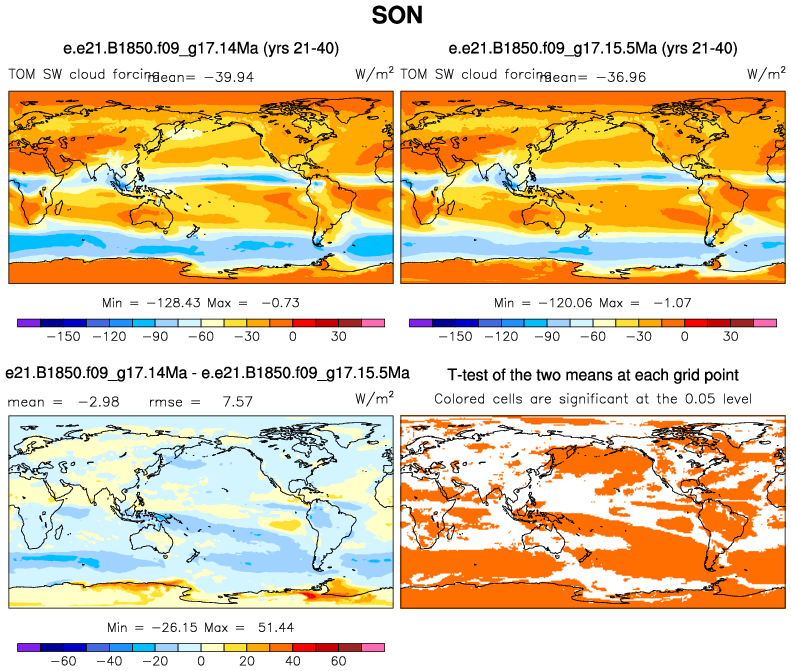 SON
e.e21.B1850.f09_g17.14Ma (yrs 21-40)
TOM SW cloud forcing mean= −39.94 W/m²
Min = −128.43 Max = −0.73
−150 −120 −90 −60 −30 0 30
e.e21.B1850.f09_g17.15.5Ma (yrs 21-40)
TOM SW cloud forcing mean= −36.96 W/m²
Min = −120.06 Max = −1.07
−150 −120 −90 −60 −30 0 30
e21.B1850.f09_g17.14Ma - e.e21.B1850.f09_g17.15.5Ma
mean = −2.98 rmse = 7.57 W/m²
Min = −26.15 Max = 51.44
−60 −40 −20 0 20 40 60
T-test of the two means at each grid point
Colored cells are significant at the 0.05 level